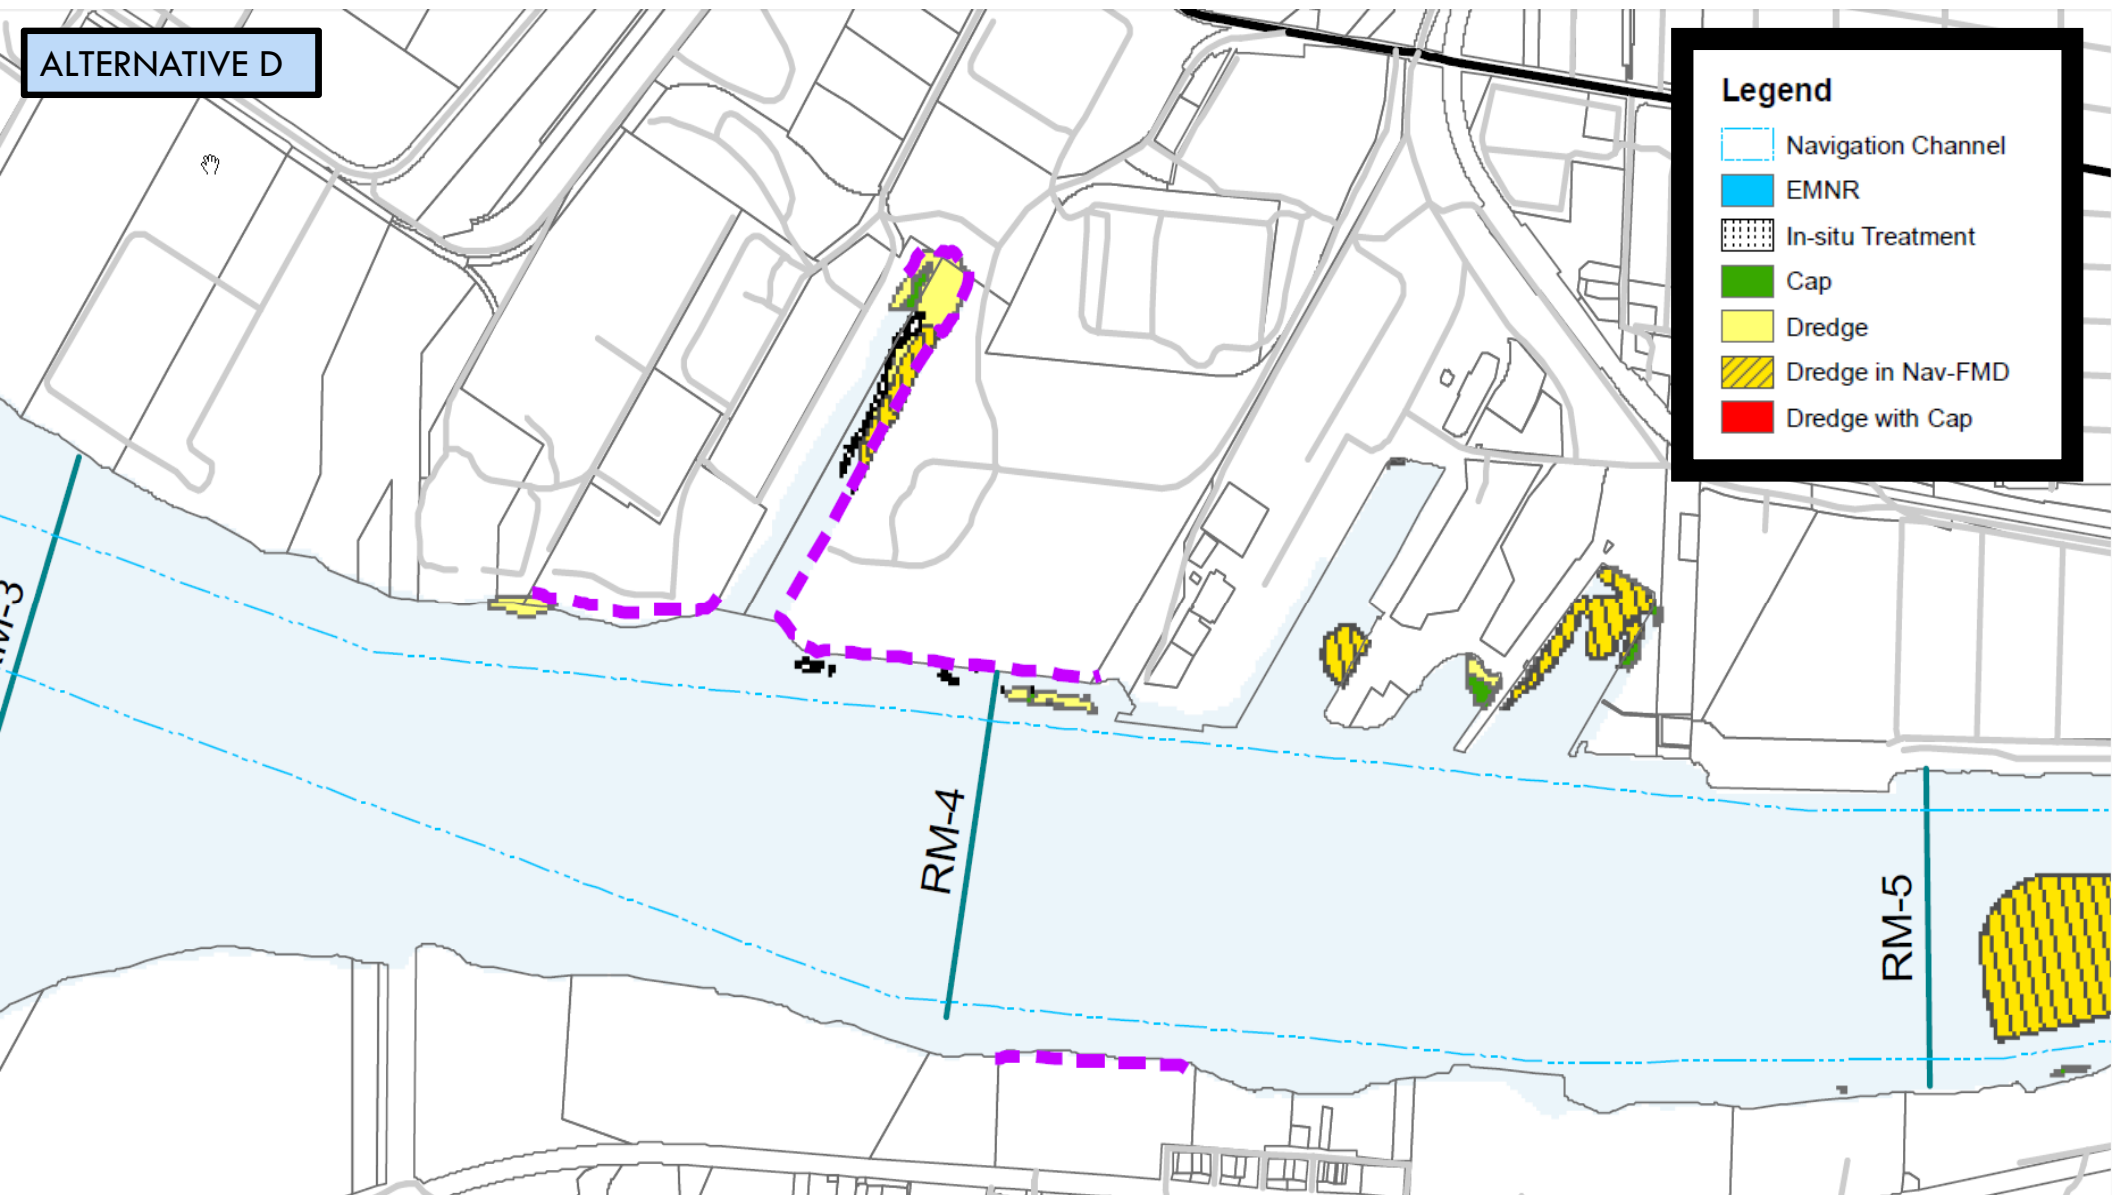 ALTERNATIVE D
Legend
Navigation Channel
EMNR
In-situ Treatment
Cap
Dredge
Dredge in Nav-FMD
Dredge with Cap
RM-4
RM-5